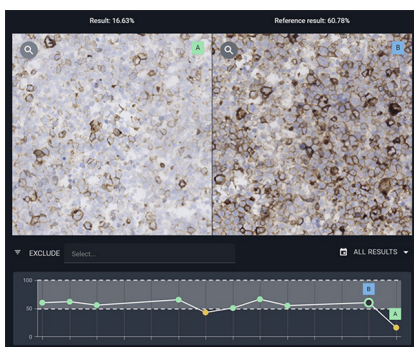 Result: 16.63%
Reference result: 60.78%
A
B
EXCLUDE
Select...
ALL RESULTS
100
B
50
A
0